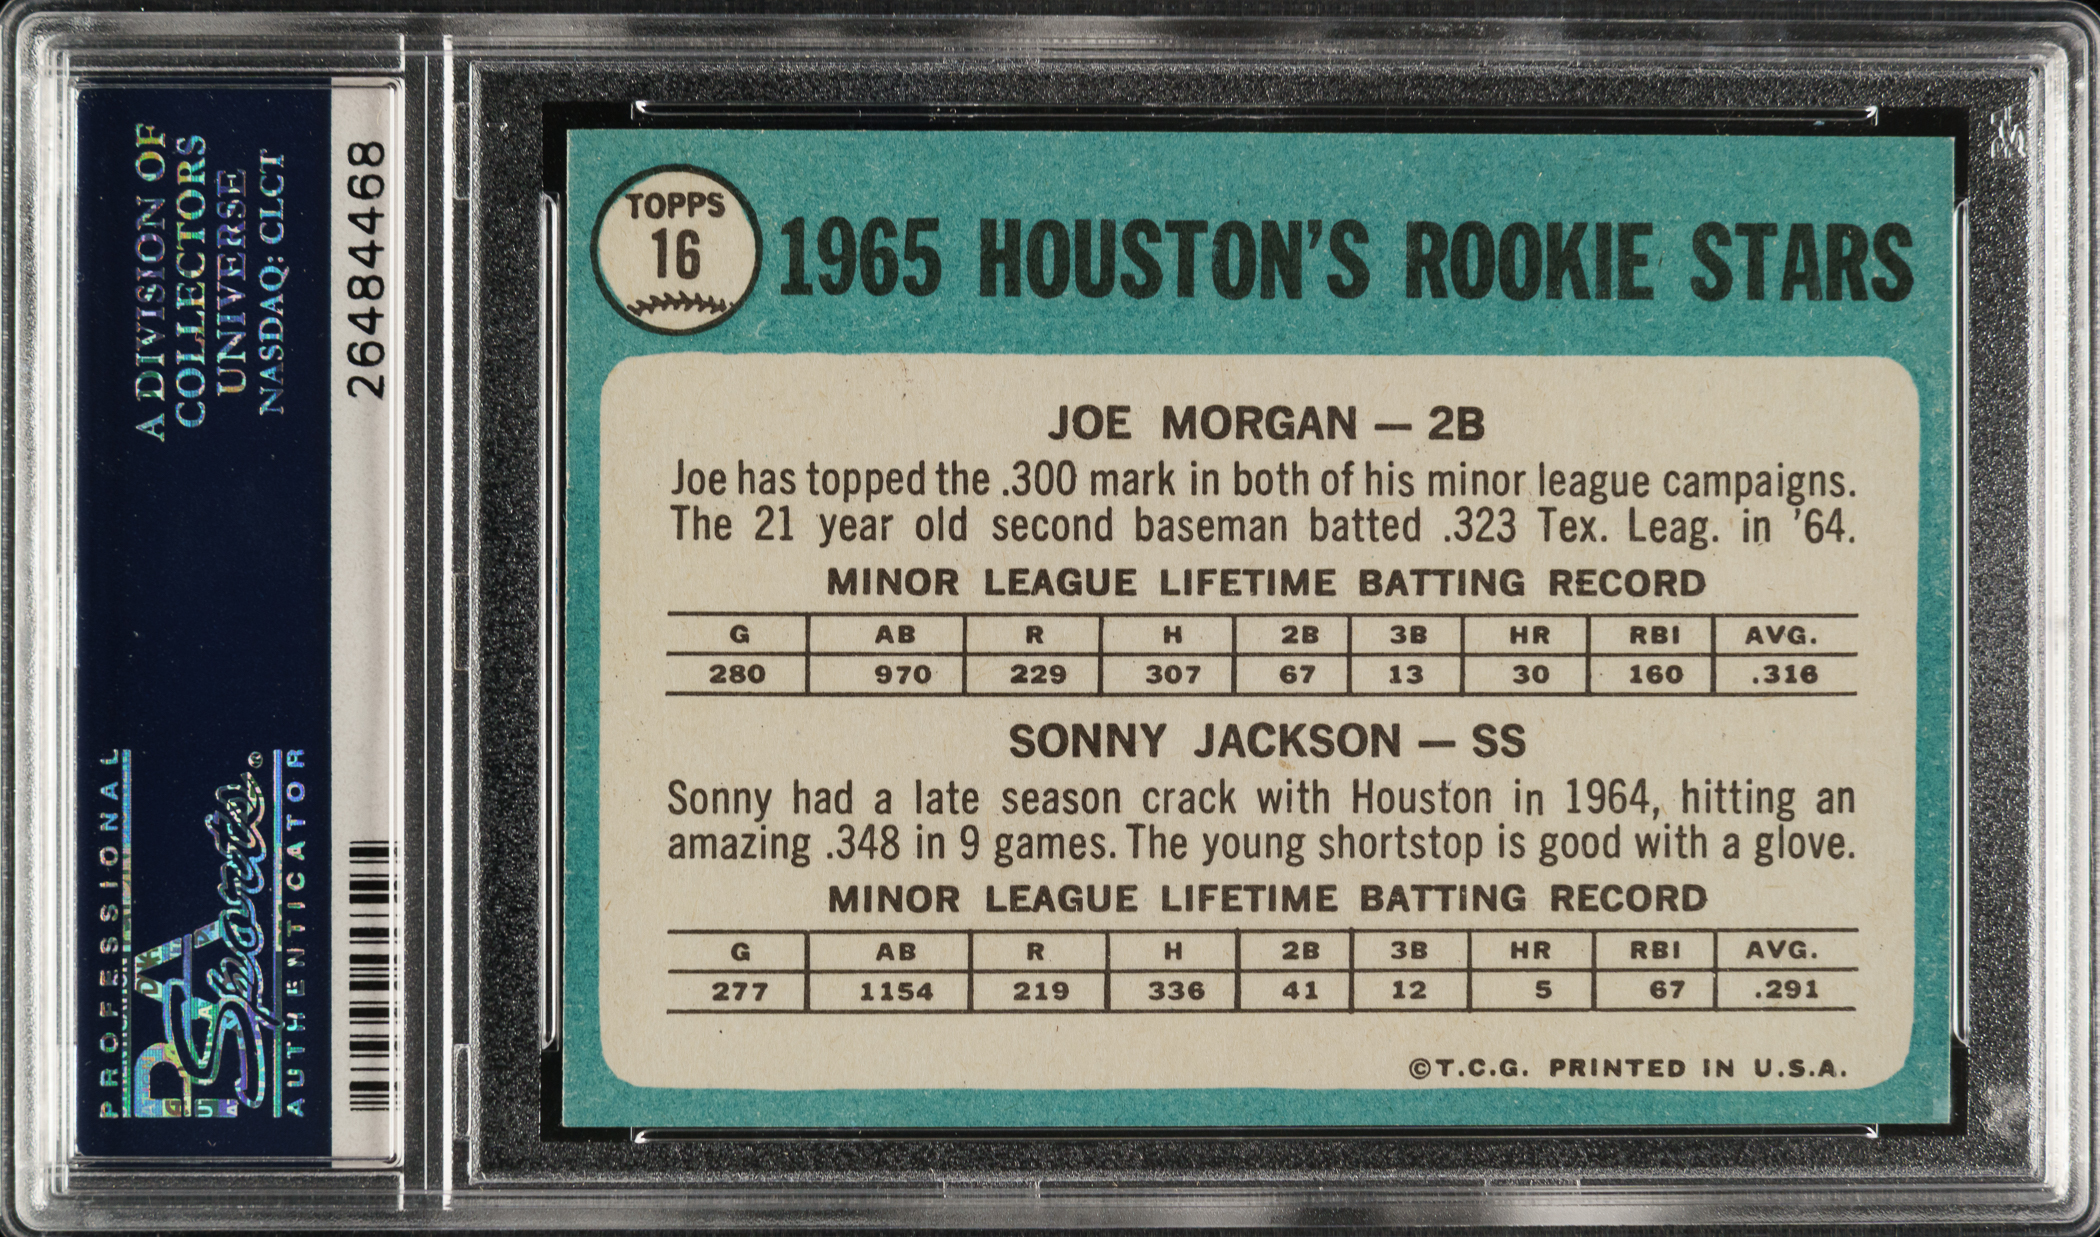 A DIVISION OF
COLLECTORS
UNIVERSE
NASDAQ: CLCT
26484468
PROFESSIONAL
PSA
Sports®
AUTHENTICATOR
TOPPS
16
1965 HOUSTON'S ROOKIE STARS
JOE MORGAN — 2B
Joe has topped the .300 mark in both of his minor league campaigns.
The 21 year old second baseman batted .323 Tex. Leag. in '64.
MINOR LEAGUE LIFETIME BATTING RECORD
G AB R H 2B 3B HR RBI AVG.
280 970 229 307 67 13 30 160 .316
SONNY JACKSON — SS
Sonny had a late season crack with Houston in 1964, hitting an
amazing .348 in 9 games. The young shortstop is good with a glove.
MINOR LEAGUE LIFETIME BATTING RECORD
G AB R H 2B 3B HR RBI AVG.
277 1154 219 336 41 12 5 67 .291
©T.C.G. PRINTED IN U.S.A.